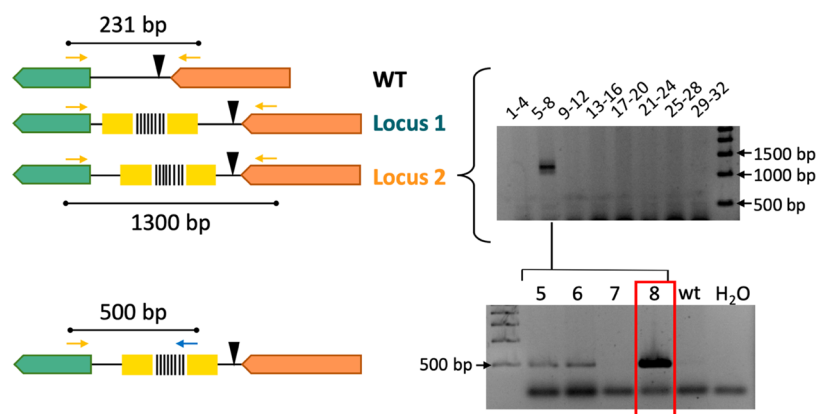 231 bp
WT
Locus 1
Locus 2
1300 bp
1-4
5-8
9-12
13-16
17-20
21-24
25-28
29-32
1500 bp
1000 bp
500 bp
500 bp
5 6 7 8 wt H₂O
500 bp